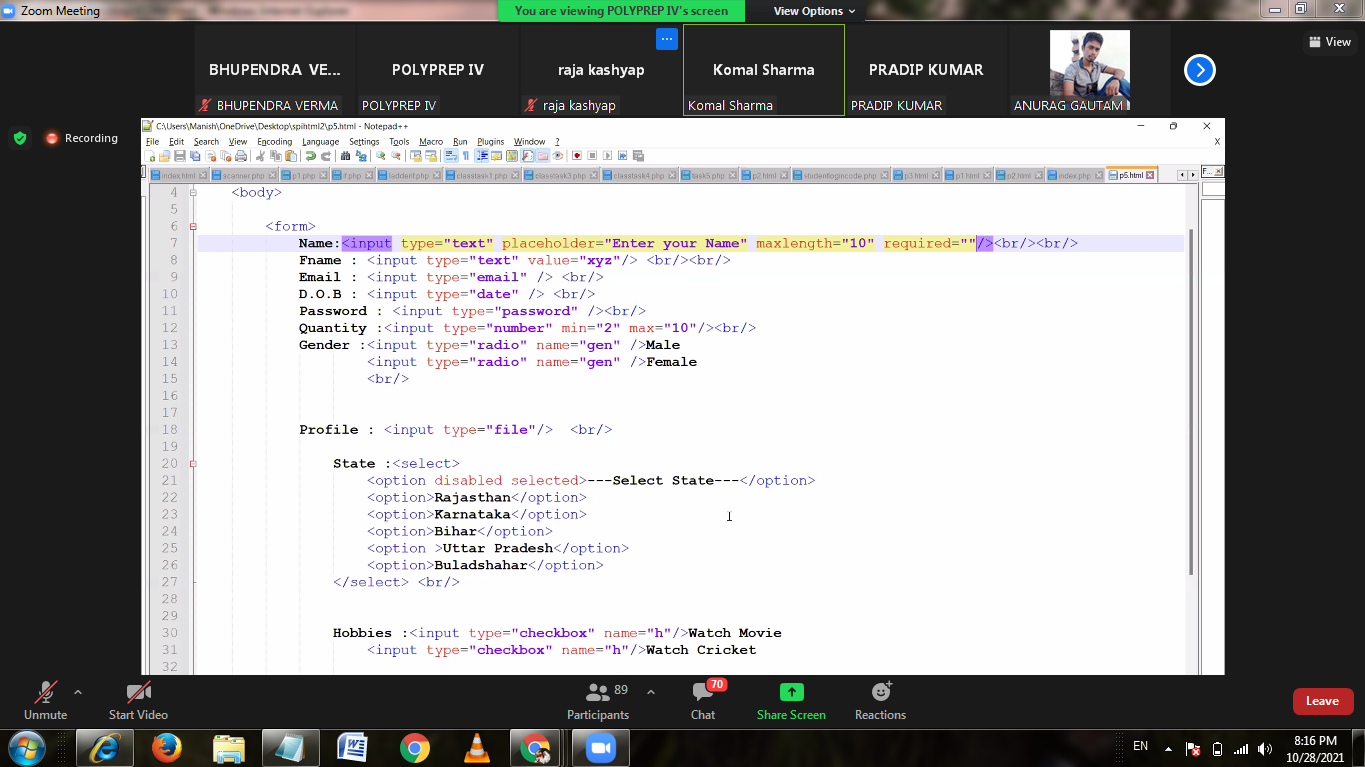 Zoom Meeting
You are viewing POLYPREP IV's screen
View Options
View
BHUPENDRA VE...
POLYPREP IV
raja kashyap
Komal Sharma
PRADIP KUMAR
BHUPENDRA VERMA
POLYPREP IV
raja kashyap
Komal Sharma
PRADIP KUMAR
ANURAG GAUTAM
Recording
C:\Users\Manish\OneDrive\Desktop\spihtml2\p5.html - Notepad++
File Edit Search View Encoding Language Settings Tools Macro Run Plugins Window ? X
index.html scanner.php p1.php f.php ladderif.php classtask1.php classtask3.php classtask4.php task5.php p2.html studentlogincode.php p3.html p1.html p2.html index.php p5.html F...
4 <body>
5
6 <form>
7 Name:<input type="text" placeholder="Enter your Name" maxlength="10" required=""/><br/><br/>
8 Fname : <input type="text" value="xyz"/> <br/><br/>
9 Email : <input type="email" /> <br/>
10 D.O.B : <input type="date" /> <br/>
11 Password : <input type="password" /><br/>
12 Quantity :<input type="number" min="2" max="10"/><br/>
13 Gender :<input type="radio" name="gen" />Male
14 <input type="radio" name="gen" />Female
15 <br/>
16
17
18 Profile : <input type="file"/> <br/>
19
20 State :<select>
21 <option disabled selected>---Select State---</option>
22 <option>Rajasthan</option>
23 <option>Karnataka</option>
24 <option>Bihar</option>
25 <option >Uttar Pradesh</option>
26 <option>Buladshahar</option>
27 </select> <br/>
28
29
30 Hobbies :<input type="checkbox" name="h"/>Watch Movie
31 <input type="checkbox" name="h"/>Watch Cricket
32
Unmute
Start Video
89
Participants
70
Chat
Share Screen
Reactions
Leave
EN
8:16 PM
10/28/2021